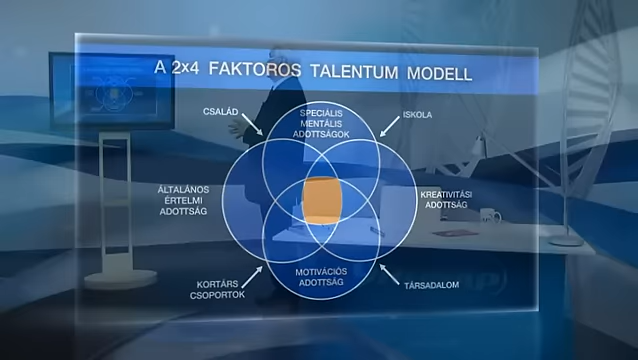 A 2x4 FAKTOROS TALENTUM MODELL
CSALÁD
SPECIÁLIS
MENTÁLIS
ADOTTSÁGOK
ISKOLA
ÁLTALÁNOS
ÉRTELMI
ADOTTSÁG
KREATIVITÁSI
ADOTTSÁG
KORTÁRS
CSOPORTOK
MOTIVÁCIÓS
ADOTTSÁG
TÁRSADALOM